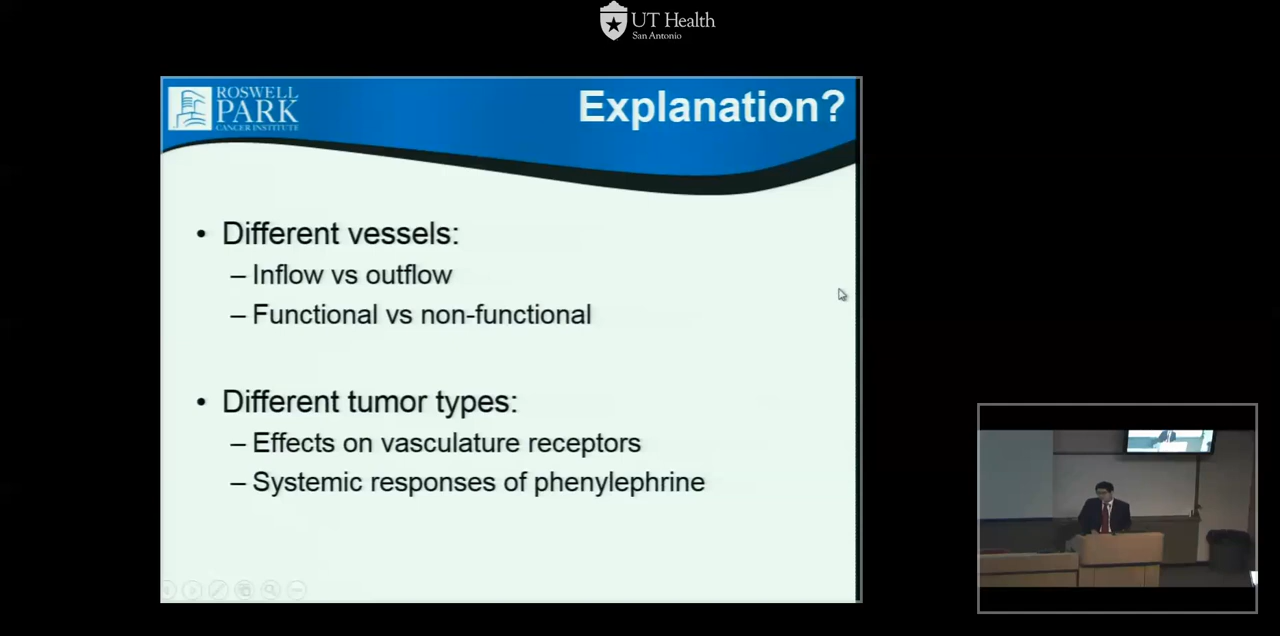 UT Health
San Antonio
ROSWELL
PARK
CANCER INSTITUTE
Explanation?
• Different vessels:
– Inflow vs outflow
– Functional vs non-functional
• Different tumor types:
– Effects on vasculature receptors
– Systemic responses of phenylephrine